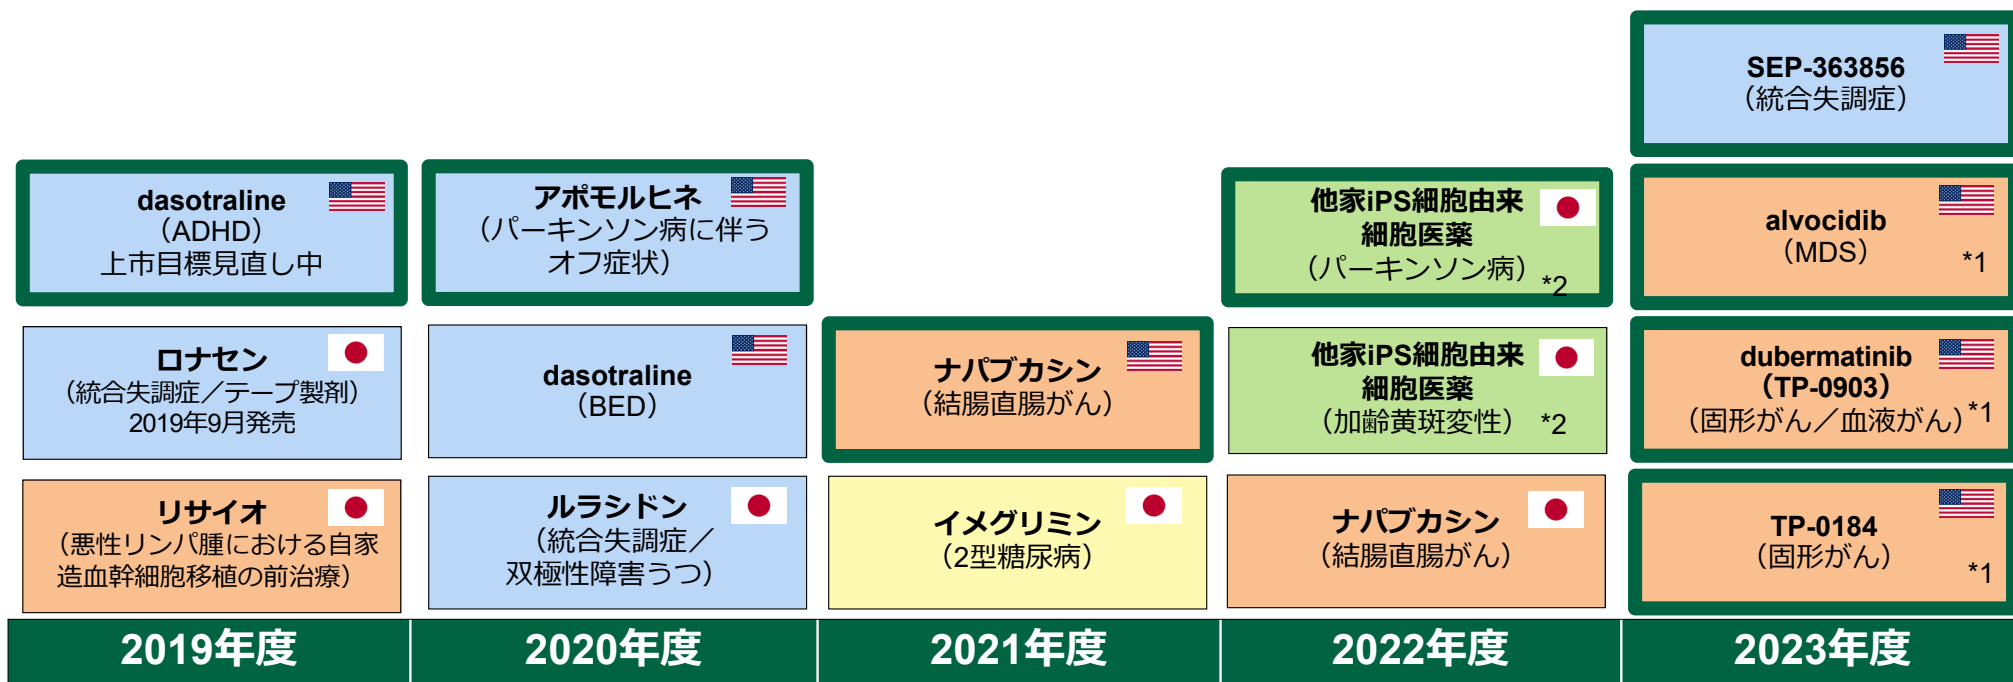 dasotraline
（ADHD）
上市目標見直し中
ロナセン
（統合失調症／テープ製剤）
2019年9月発売
リサイオ
（悪性リンパ腫における自家
造血幹細胞移植の前治療）
2019年度
アポモルヒネ
（パーキンソン病に伴う
オフ症状）
dasotraline
（BED）
ルラシドン
（統合失調症／
双極性障害うつ）
2020年度
ナパブカシン
（結腸直腸がん）
イメグリミン
（2型糖尿病）
2021年度
他家iPS細胞由来
細胞医薬
（パーキンソン病）*2
他家iPS細胞由来
細胞医薬
（加齢黄斑変性）*2
ナパブカシン
（結腸直腸がん）
2022年度
SEP-363856
（統合失調症）
alvocidib
（MDS）*1
dubermatinib
（TP-0903）
（固形がん／血液がん）*1
TP-0184
（固形がん）
*1
2023年度